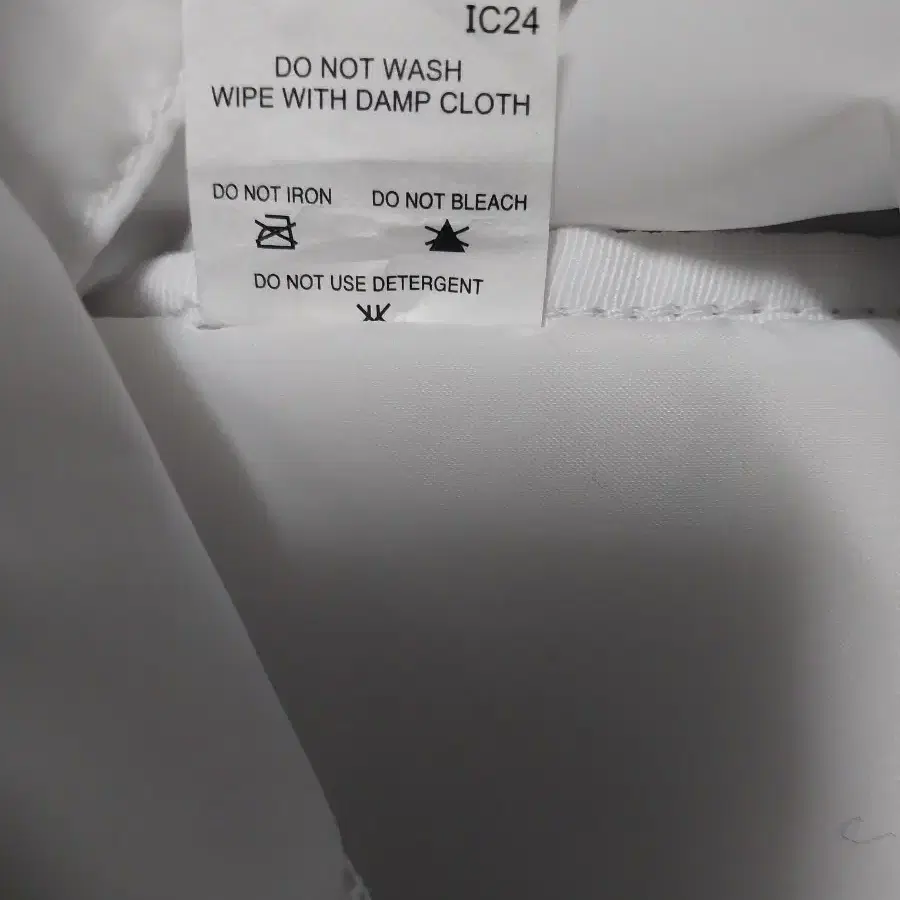 IC24
DO NOT WASH
WIPE WITH DAMP CLOTH
DO NOT IRON DO NOT BLEACH
DO NOT USE DETERGENT